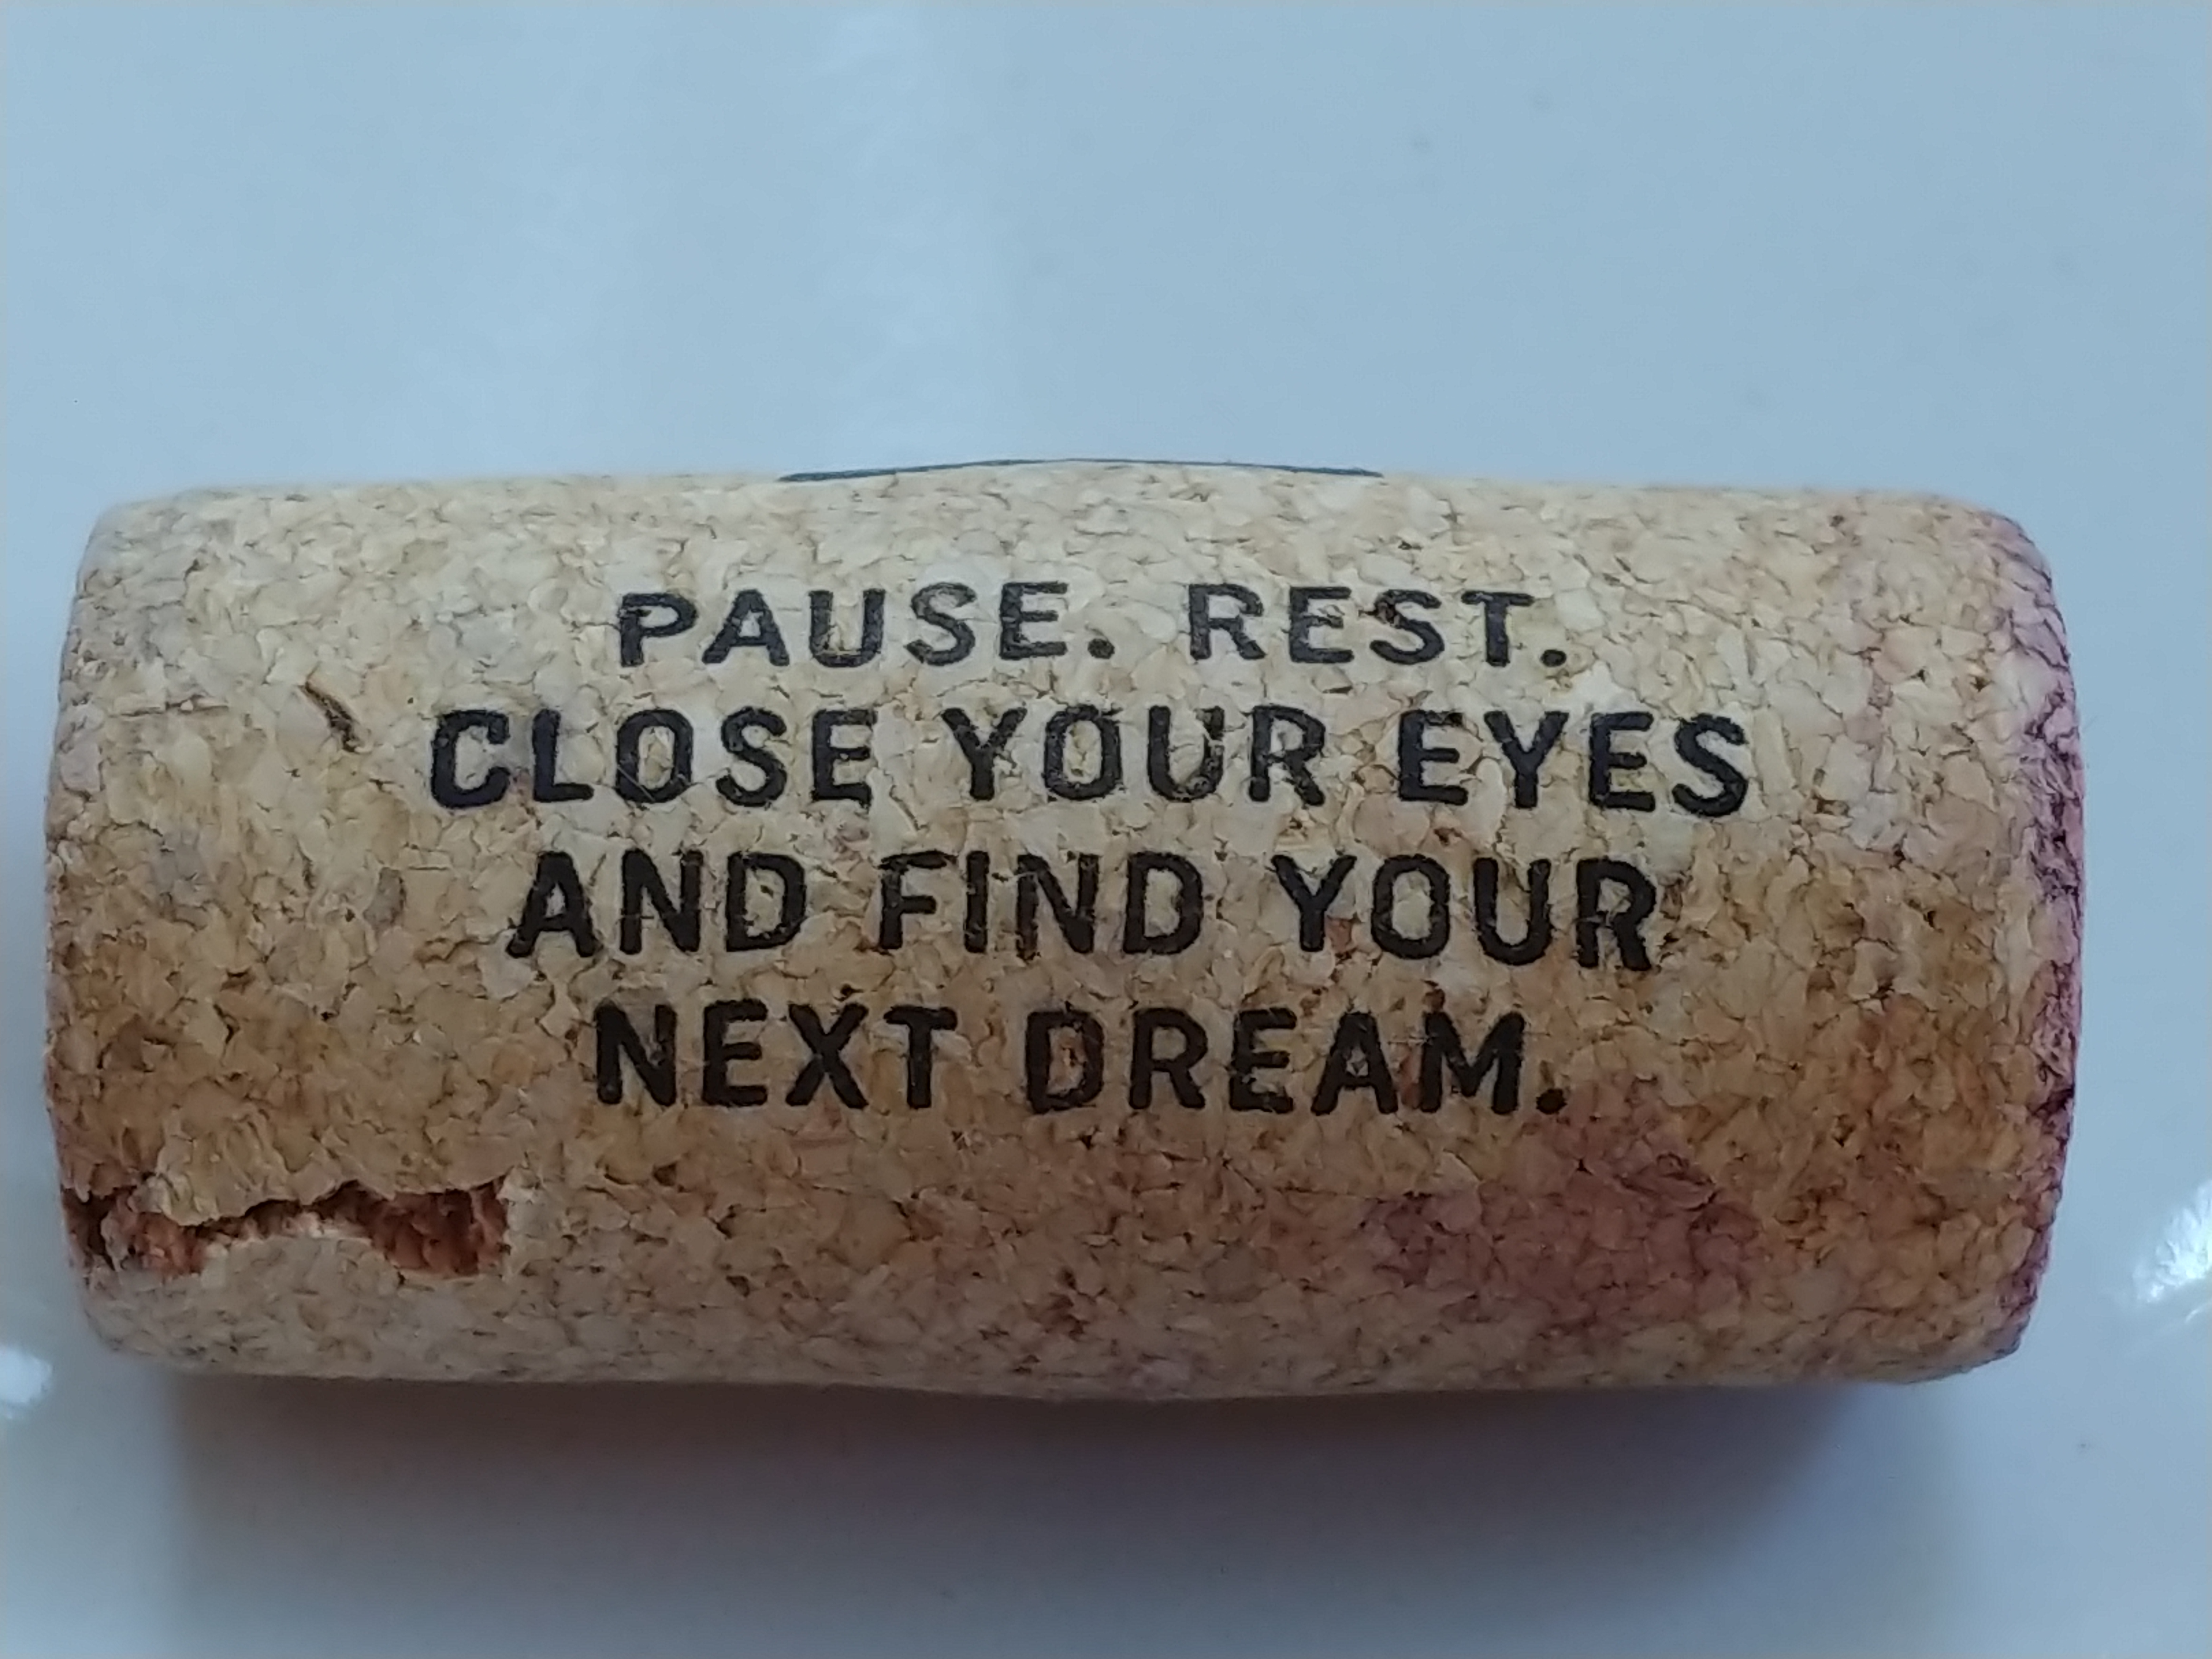 PAUSE. REST.
CLOSE YOUR EYES
AND FIND YOUR
NEXT DREAM.